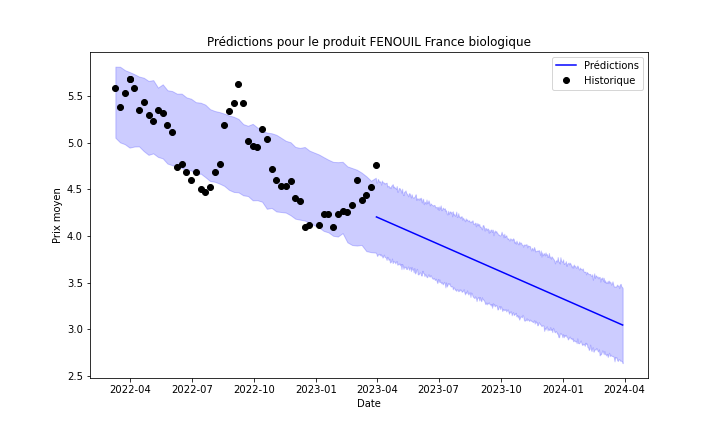 Prédictions pour le produit FENOUIL France biologique
Prédictions
Historique
5.5
5.0
4.5
4.0
3.5
3.0
2.5
Prix moyen
2022-04 2022-07 2022-10 2023-01 2023-04 2023-07 2023-10 2024-01 2024-04
Date